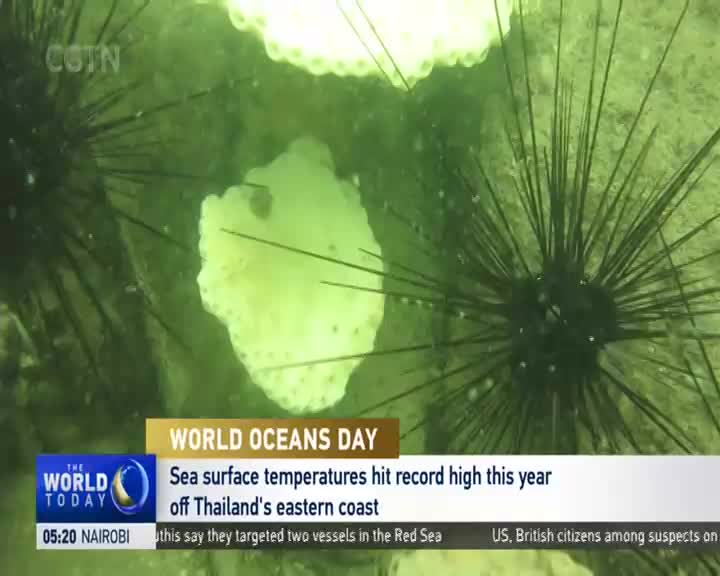 CGTN
WORLD OCEANS DAY
Sea surface temperatures hit record high this year
off Thailand's eastern coast
THE
WORLD
TODAY
05:20 NAIROBI
say they targeted two vessels in the Red Sea US, British citizens among suspects on